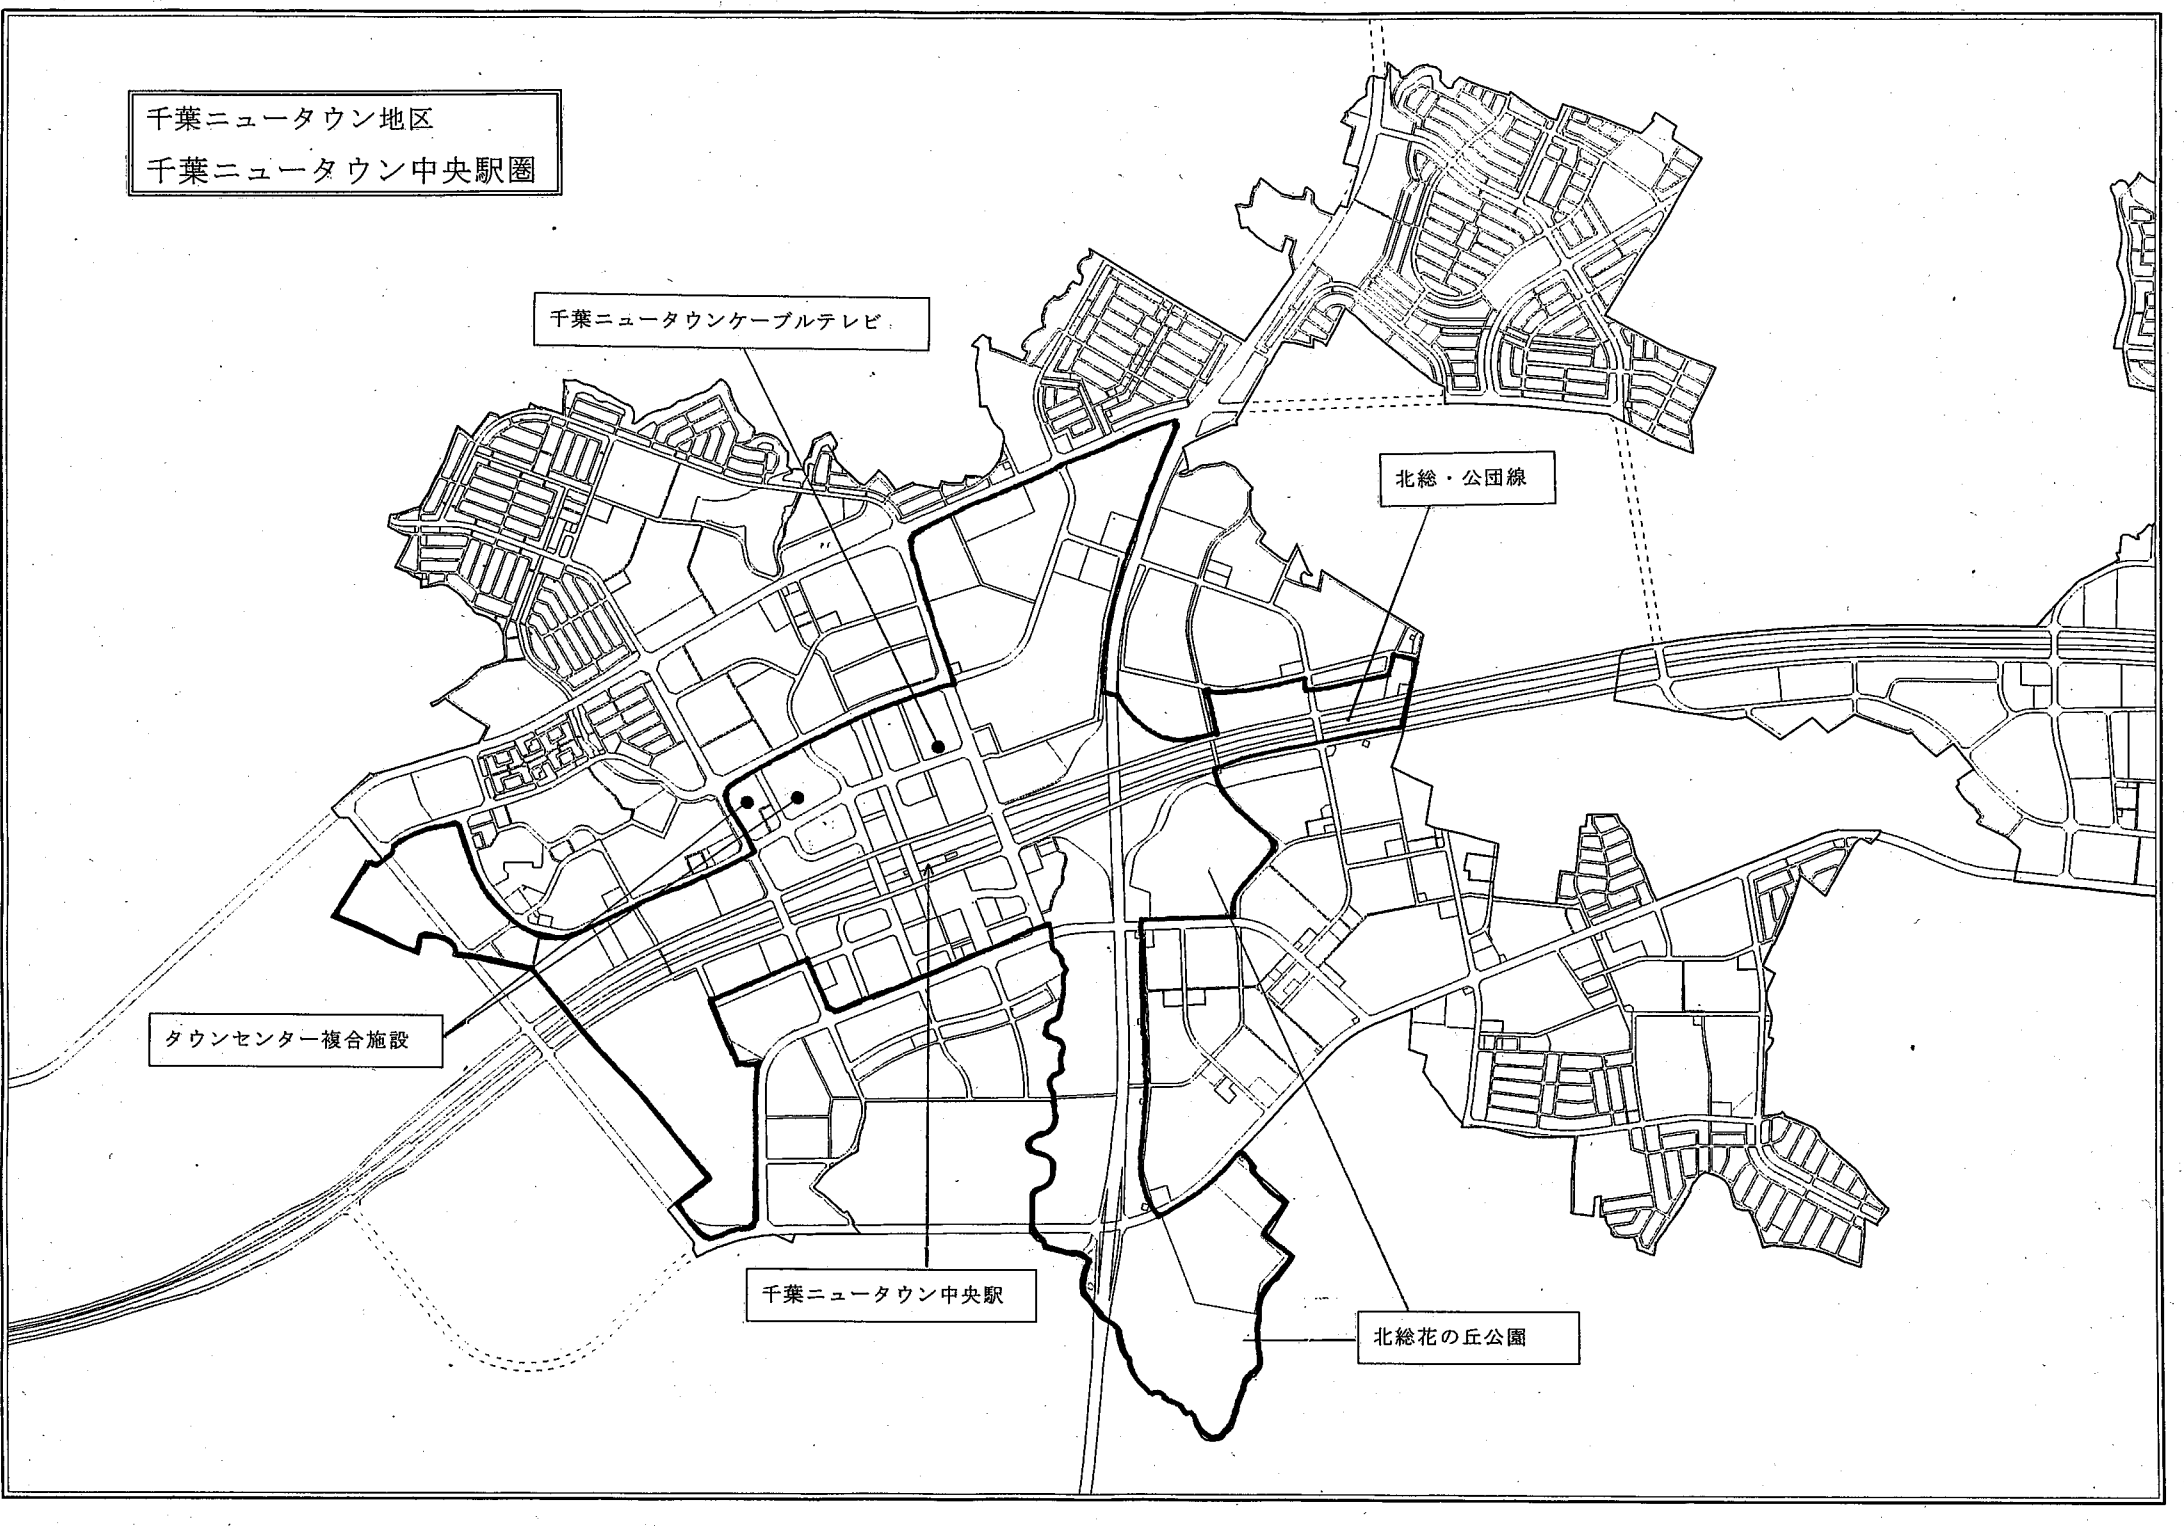 千葉ニュータウン地区
千葉ニュータウン中央駅圏
千葉ニュータウンケーブルテレビ
北総・公団線
タウンセンター複合施設
千葉ニュータウン中央駅
北総花の丘公園